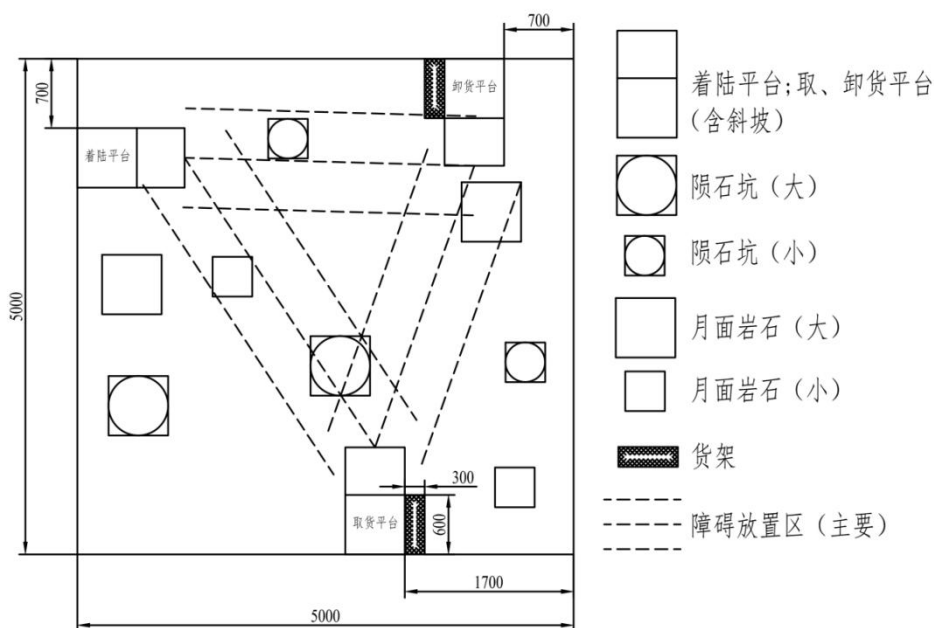 700
700
卸货平台
着陆平台
5000
取货平台
300
600
1700
5000
着陆平台;取、卸货平台
(含斜坡)
陨石坑(大)
陨石坑(小)
月面岩石(大)
月面岩石(小)
货架
障碍放置区(主要)